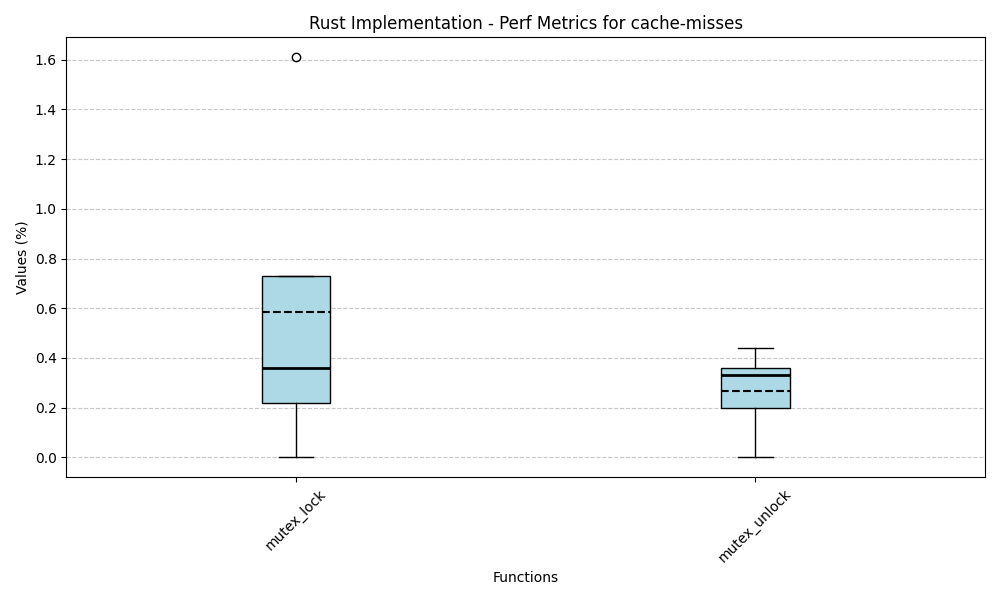 Rust Implementation - Perf Metrics for cache-misses
Values (%)
1.6
1.4
1.2
1.0
0.8
0.6
0.4
0.2
0.0
mutex_lock
mutex_unlock
Functions